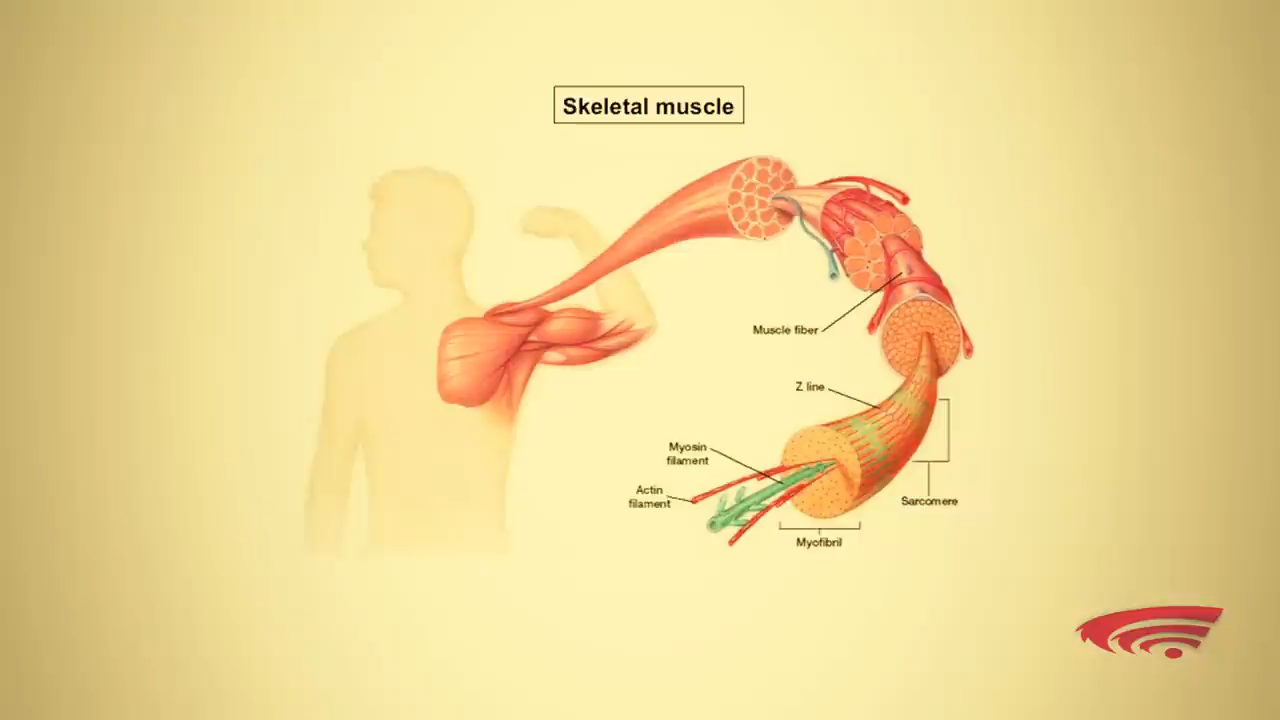 Skeletal muscle
Muscle fiber
Z line
Myosin
filament
Actin
filament
Sarcomere
Myofibril